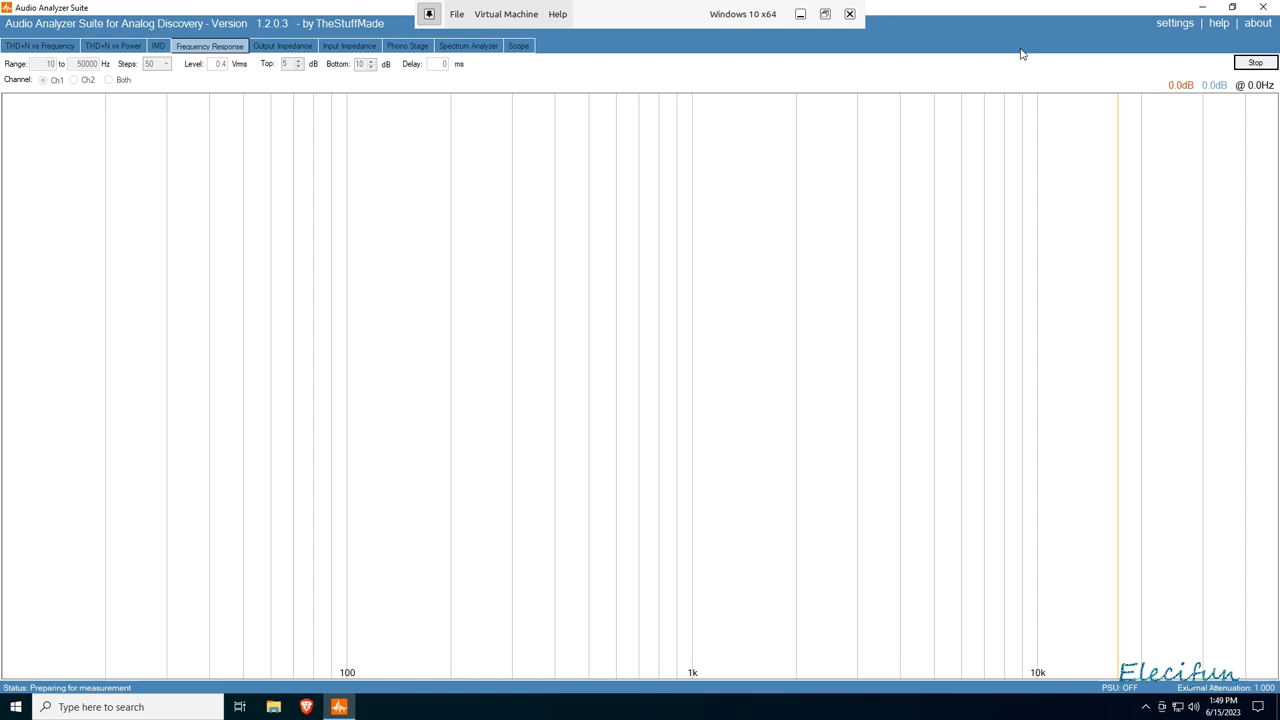 Audio Analyzer Suite
File Virtual Machine Help Windows 10 x64
Audio Analyzer Suite for Analog Discovery - Version 1.2.0.3 - by TheStuffMade
settings | help | about
THD+N vs Frequency THD+N vs Power IMD Frequency Response Output Impedance Input Impedance Phono Stage Spectrum Analyzer Scope
Range: 10 to 50000 Hz Steps: 50 Level: 0.4 Vrms Top: 5 dB Bottom: 10 dB Delay: 0 ms Stop
Channel: Ch1 Ch2 Both
0.0dB 0.0dB @ 0.0Hz
100 1k 10k
Elecifun
Status: Preparing for measurement PSU: OFF External Attenuation: 1.000
Type here to search
1:49 PM
6/15/2023